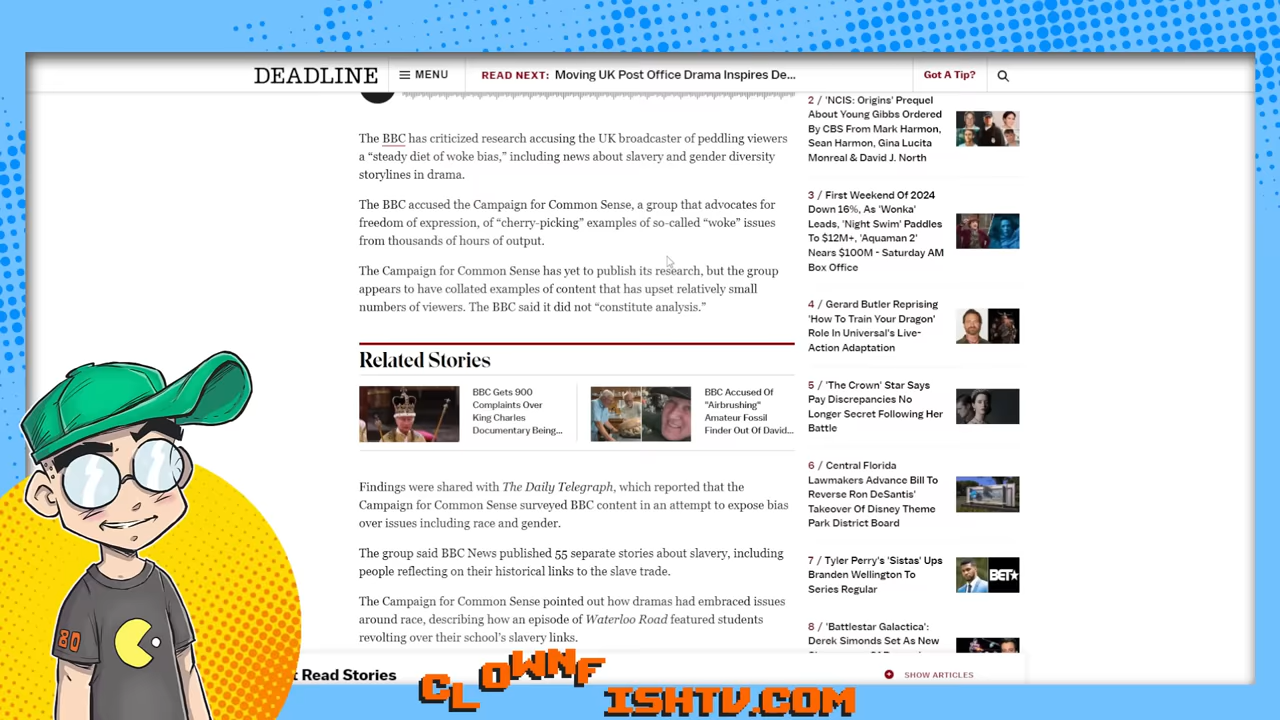 DEADLINE
MENU
READ NEXT: Moving UK Post Office Drama Inspires De...
Got A Tip?
The BBC has criticized research accusing the UK broadcaster of peddling viewers
a “steady diet of woke bias,” including news about slavery and gender diversity
storylines in drama.
The BBC accused the Campaign for Common Sense, a group that advocates for
freedom of expression, of “cherry-picking” examples of so-called “woke” issues
from thousands of hours of output.
The Campaign for Common Sense has yet to publish its research, but the group
appears to have collated examples of content that has upset relatively small
numbers of viewers. The BBC said it did not “constitute analysis.”
Related Stories
BBC Gets 900
Complaints Over
King Charles
Documentary Being...
BBC Accused Of
"Airbrushing"
Amateur Fossil
Finder Out Of David...
Findings were shared with The Daily Telegraph, which reported that the
Campaign for Common Sense surveyed BBC content in an attempt to expose bias
over issues including race and gender.
The group said BBC News published 55 separate stories about slavery, including
people reflecting on their historical links to the slave trade.
The Campaign for Common Sense pointed out how dramas had embraced issues
around race, describing how an episode of Waterloo Road featured students
revolting over their school’s slavery links.
2 / 'NCIS: Origins' Prequel
About Young Gibbs Ordered
By CBS From Mark Harmon,
Sean Harmon, Gina Lucita
Monreal & David J. North
3 / First Weekend Of 2024
Down 16%, As 'Wonka'
Leads, 'Night Swim' Paddles
To $12M+, 'Aquaman 2'
Nears $100M - Saturday AM
Box Office
4 / Gerard Butler Reprising
'How To Train Your Dragon'
Role In Universal's Live-
Action Adaptation
5 / 'The Crown' Star Says
Pay Discrepancies No
Longer Secret Following Her
Battle
6 / Central Florida
Lawmakers Advance Bill To
Reverse Ron DeSantis'
Takeover Of Disney Theme
Park District Board
7 / Tyler Perry's 'Sistas' Ups
Branden Wellington To
Series Regular
BET
8 / 'Battlestar Galactica':
Derek Simonds Set As New
t Read Stories
SHOW ARTICLES
80
CLOWNF
ISHTV.COM